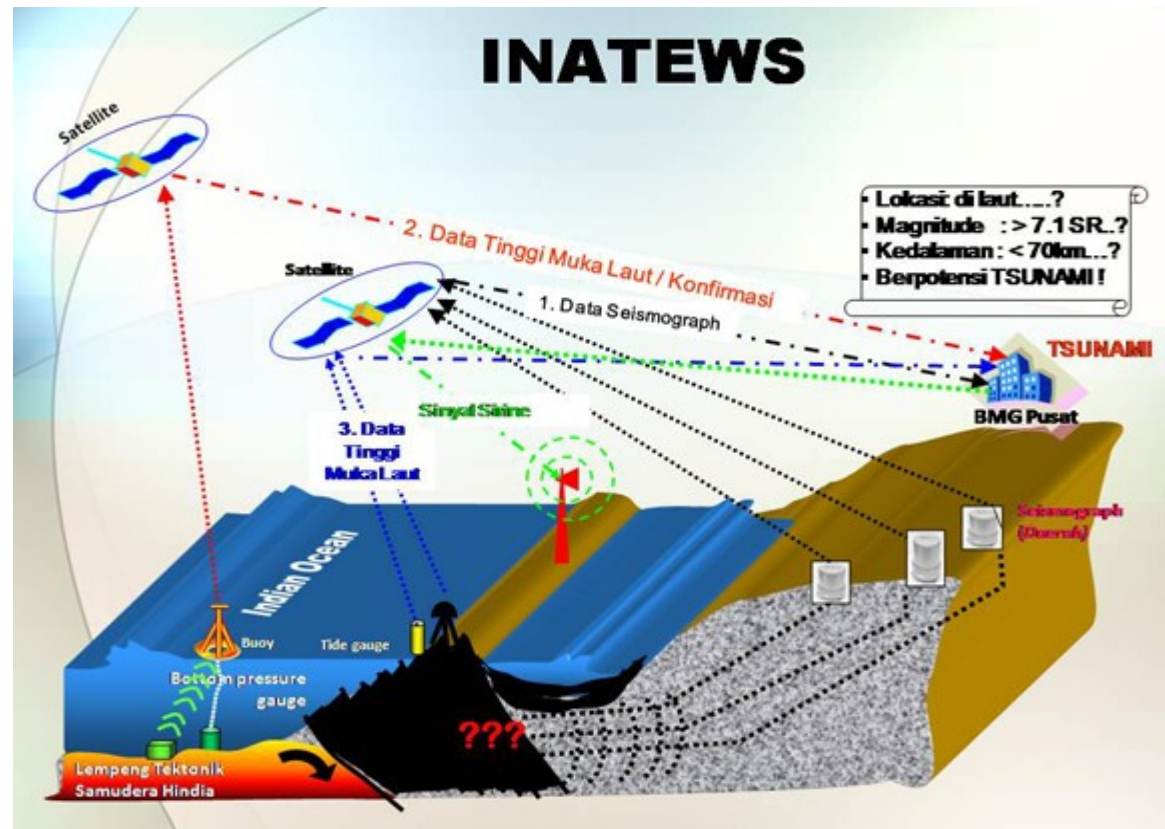 INATEWS
Satellite
Lokasi: di laut.....?
Magnitude : > 7.1 SR..?
Kedalaman : < 70km...?
Berpotensi TSUNAMI !
2. Data Tinggi Muka Laut / Konfirmasi
Satellite
1. Data Seismograph
TSUNAMI
BMG Pusat
Sinyal Sirine
3. Data
Tinggi
Muka Laut
Seismograph
(Daerah)
Indian Ocean
Buoy
Tide gauge
Bottom pressure
gauge
???
Lempeng Tektonik
Samudera Hindia